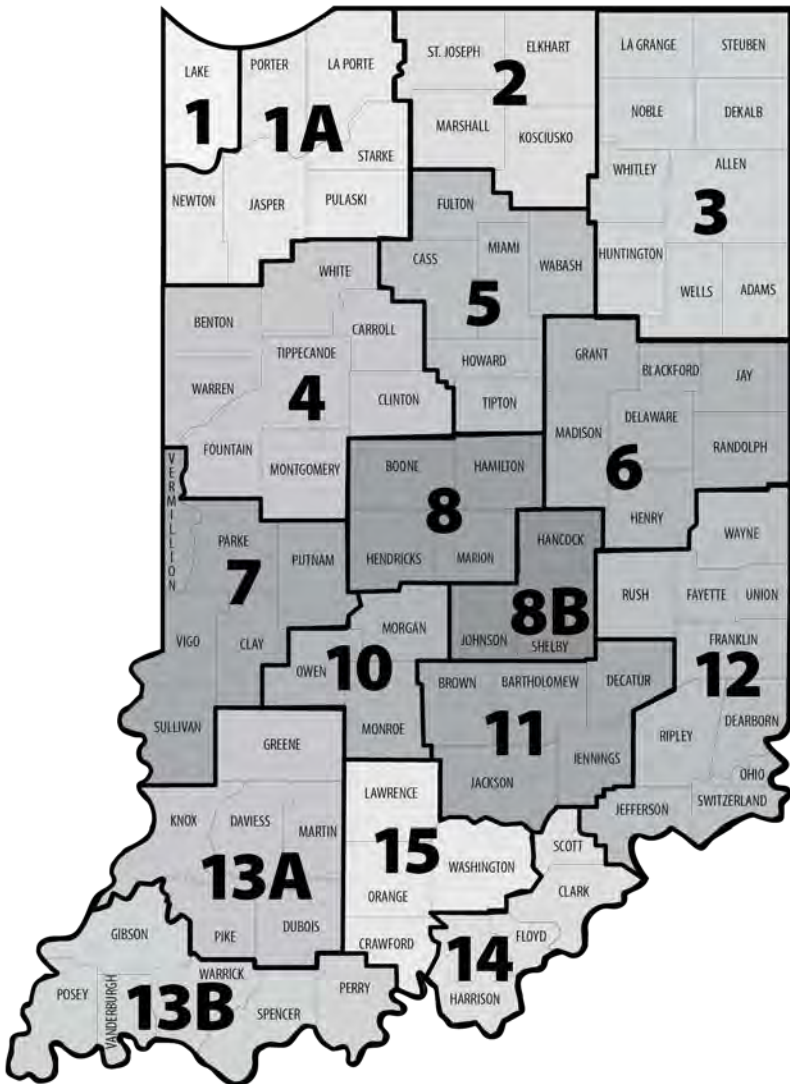 LAKE
PORTER
LA PORTE
1
1A
STARKE
NEWTON
JASPER
PULASKI
ST. JOSEPH
ELKHART
2
MARSHALL
KOSCIUSKO
LA GRANGE
STEUBEN
NOBLE
DEKALB
WHITLEY
ALLEN
3
HUNTINGTON
WELLS
ADAMS
FULTON
CASS
MIAMI
WABASH
5
HOWARD
TIPTON
WHITE
BENTON
CARROLL
TIPPECANDE
WARREN
4
CLINTON
FOUNTAIN
MONTGOMERY
GRANT
BLACKFORD
JAY
DELAWARE
MADISON
6
RANDOLPH
HENRY
BOONE
HAMILTON
8
HENDRICKS
MARION
HANCOCK
8B
JOHNSON
SHELBY
VERMILLION
PARKE
PUTNAM
7
VIGO
CLAY
SULLIVAN
MORGAN
OWEN
10
MONROE
BROWN
BARTHOLOMEW
DECATUR
11
JENNINGS
JACKSON
WAYNE
RUSH
FAYETTE
UNION
FRANKLIN
12
DEARBORN
RIPLEY
OHIO
SWITZERLAND
JEFFERSON
GREENE
KNOX
DAVIESS
MARTIN
13A
PIKE
DUBOIS
LAWRENCE
15
WASHINGTON
ORANGE
CRAWFORD
SCOTT
CLARK
FLOYD
14
HARRISON
GIBSON
WARRICK
POSEY
VANDERBURGH
13B
SPENCER
PERRY